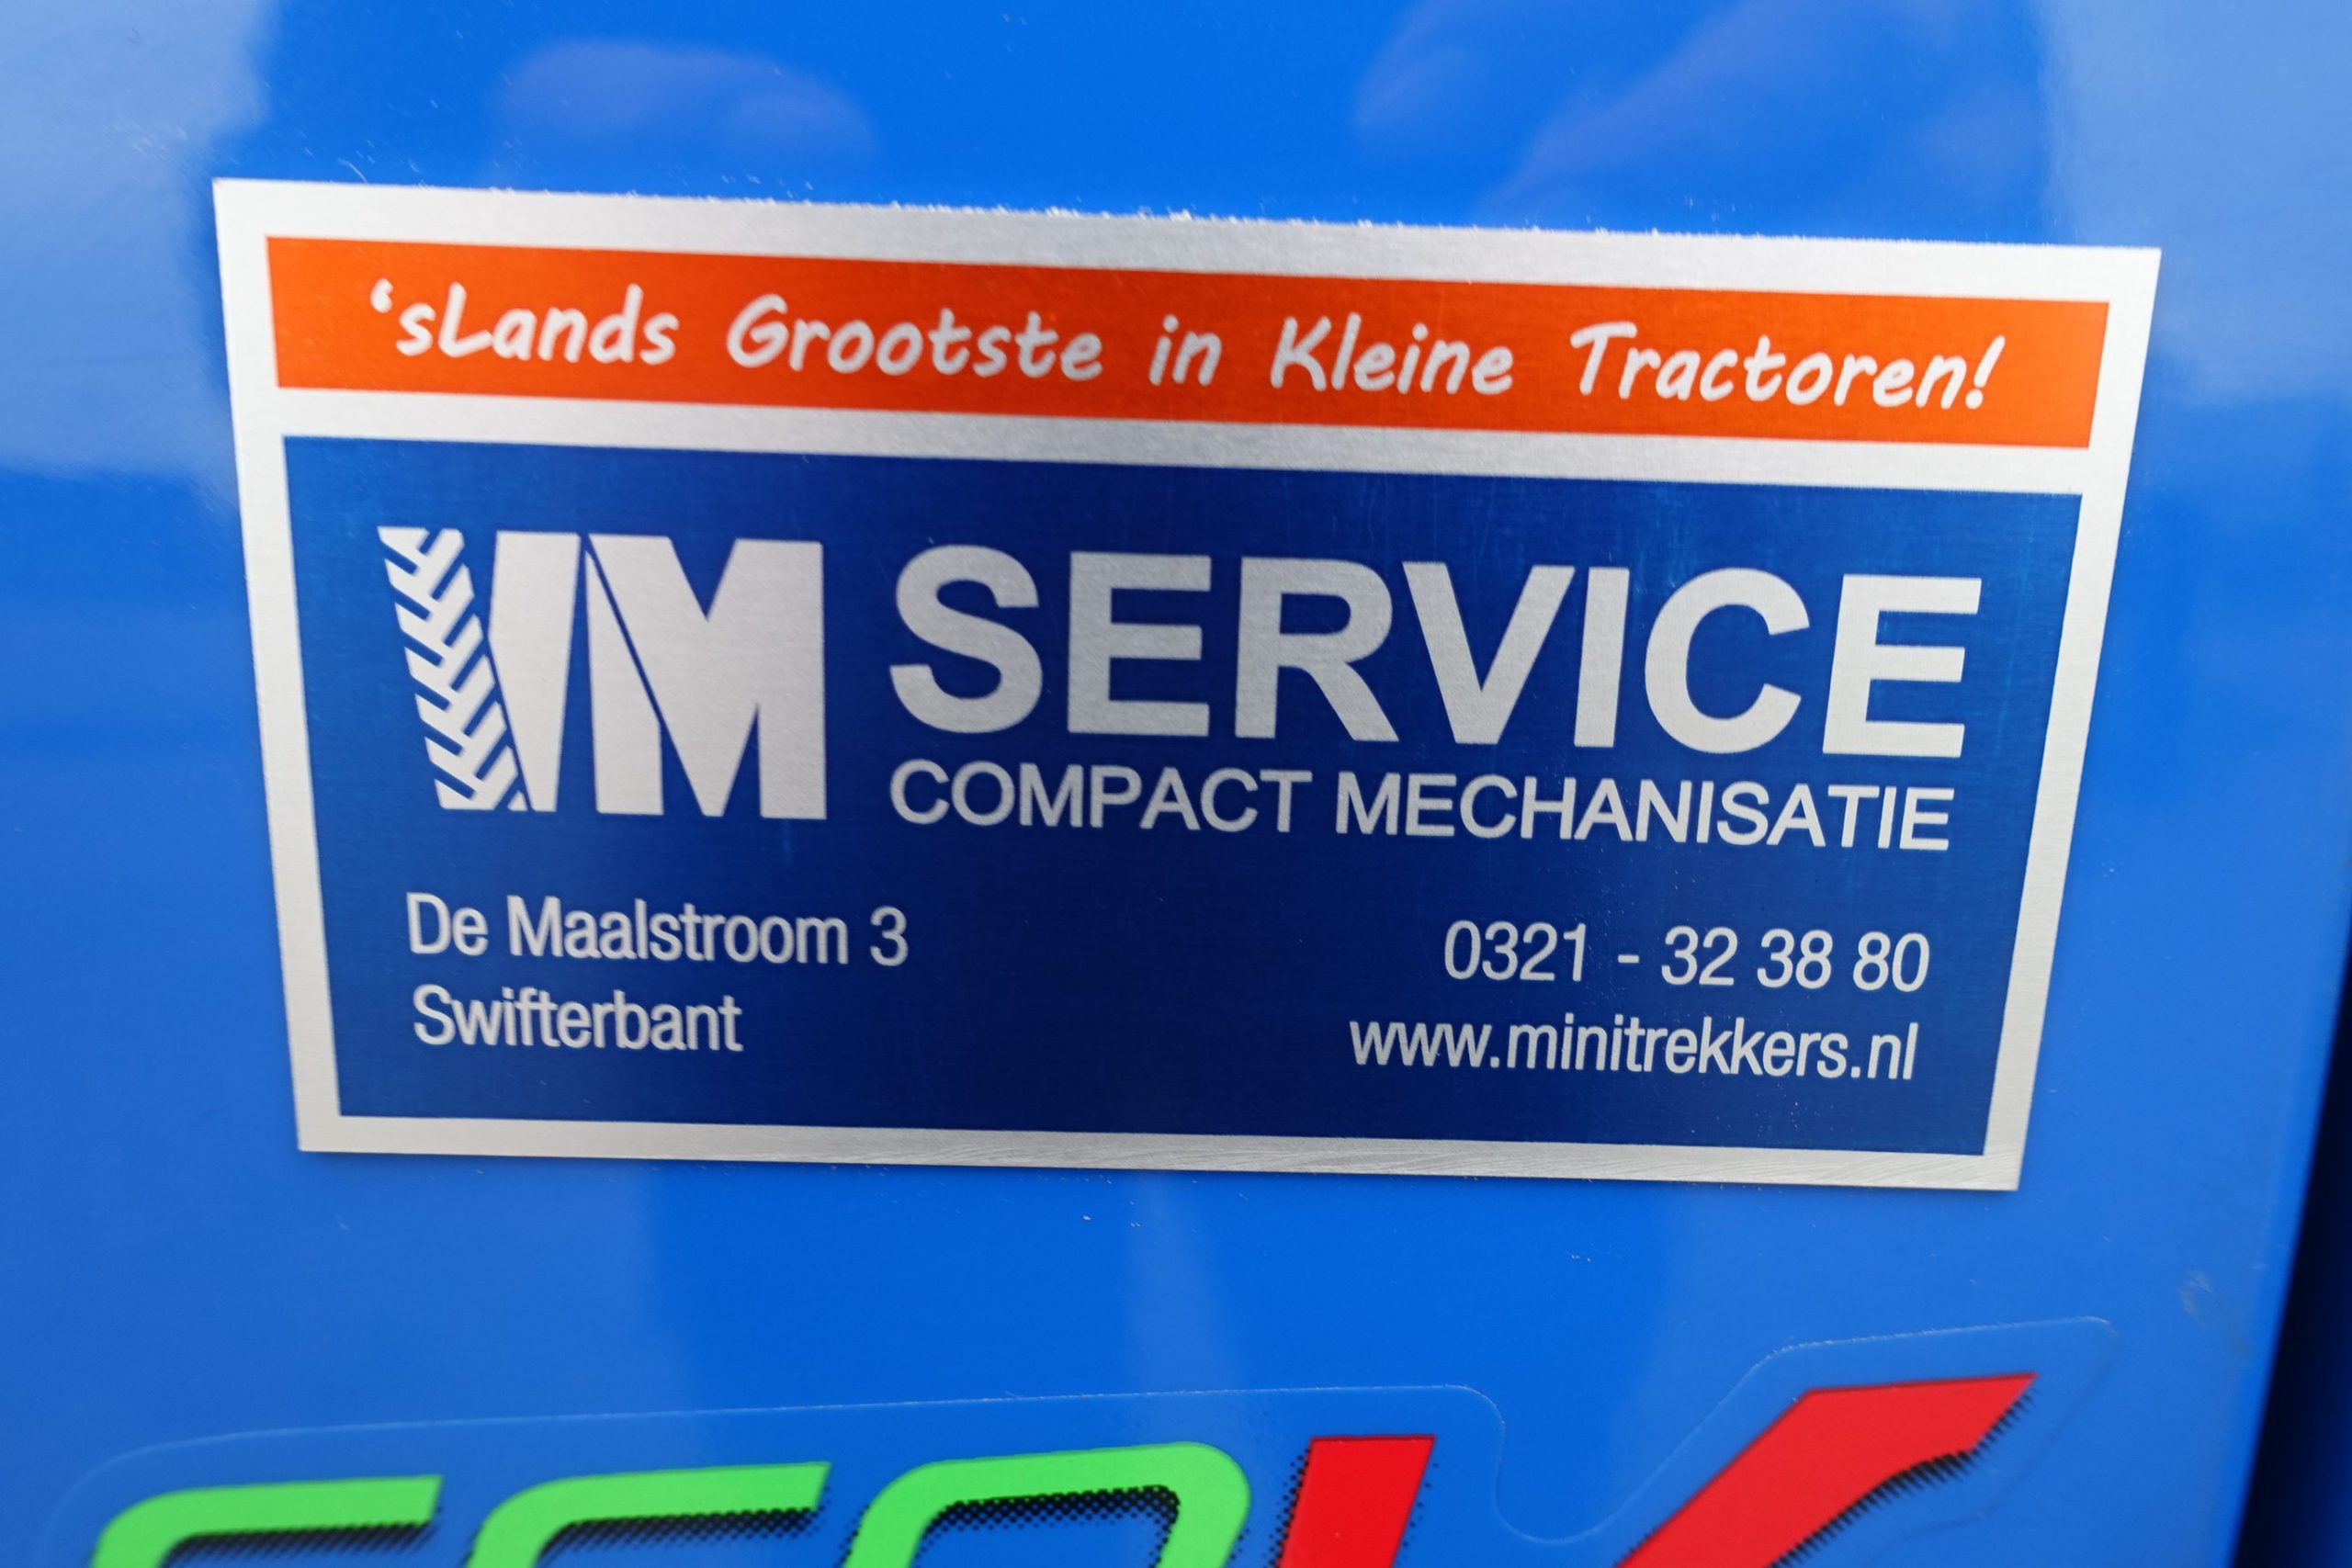 ‘sLands Grootste in Kleine Tractoren!
VM SERVICE
COMPACT MECHANISATIE
De Maalstroom 3
Swifterbant
0321 - 32 38 80
www.minitrekkers.nl